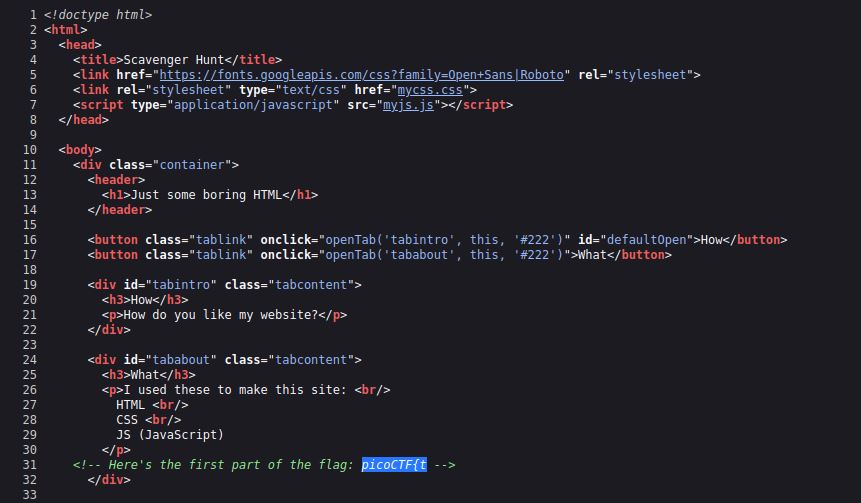 1 <!doctype html>
2 <html>
3 <head>
4 <title>Scavenger Hunt</title>
5 <link href="https://fonts.googleapis.com/css?family=Open+Sans|Roboto" rel="stylesheet">
6 <link rel="stylesheet" type="text/css" href="mycss.css">
7 <script type="application/javascript" src="myjs.js"></script>
8 </head>
9
10 <body>
11 <div class="container">
12 <header>
13 <h1>Just some boring HTML</h1>
14 </header>
15
16 <button class="tablink" onclick="openTab('tabintro', this, '#222')" id="defaultOpen">How</button>
17 <button class="tablink" onclick="openTab('tababout', this, '#222')">What</button>
18
19 <div id="tabintro" class="tabcontent">
20 <h3>How</h3>
21 <p>How do you like my website?</p>
22 </div>
23
24 <div id="tababout" class="tabcontent">
25 <h3>What</h3>
26 <p>I used these to make this site: <br/>
27 HTML <br/>
28 CSS <br/>
29 JS (JavaScript)
30 </p>
31 <!-- Here's the first part of the flag: picoCTF{t -->
32 </div>
33